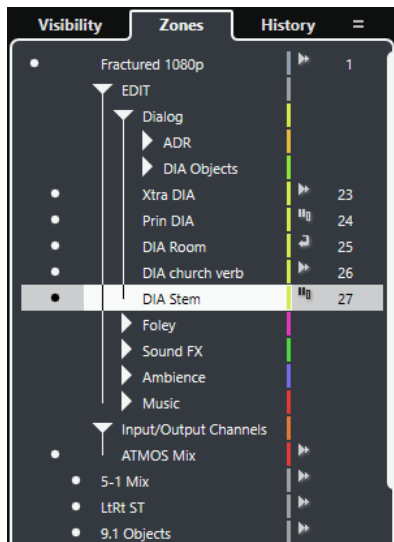 Visibility Zones History
Fractured 1080p 1
EDIT
Dialog
ADR
DIA Objects
Xtra DIA 23
Prin DIA 24
DIA Room 25
DIA church verb 26
DIA Stem 27
Foley
Sound FX
Ambience
Music
Input/Output Channels
ATMOS Mix
5-1 Mix
LtRt ST
9.1 Objects